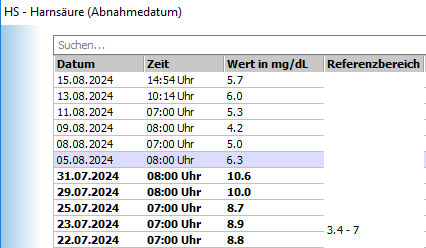 HS - Harnsäure (Abnahmedatum)
Suchen...
Datum Zeit Wert in mg/dL Referenzbereich
15.08.2024 14:54 Uhr 5.7
13.08.2024 10:14 Uhr 6.0
11.08.2024 07:00 Uhr 5.3
09.08.2024 08:00 Uhr 4.2
08.08.2024 07:00 Uhr 5.0
05.08.2024 08:00 Uhr 6.3
31.07.2024 08:00 Uhr 10.6
29.07.2024 08:00 Uhr 10.0
25.07.2024 07:00 Uhr 8.7
23.07.2024 07:00 Uhr 8.9 3.4 - 7
22.07.2024 07:00 Uhr 8.8